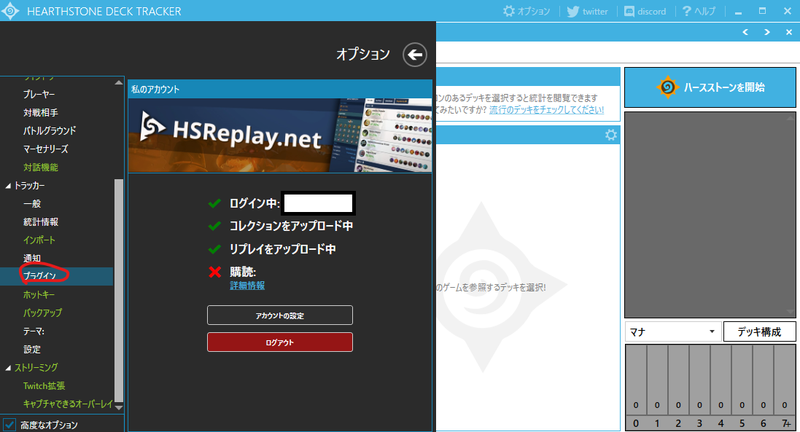 HEARTHSTONE DECK TRACKER
オプション
twitter
discord
ヘルプ
オプション
プレーヤー
対戦相手
バトルグラウンド
マーセナリーズ
対話機能
トラッカー
一般
統計情報
インポート
通知
プラグイン
ホットキー
バックアップ
テーマ:
設定
ストリーミング
Twitch拡張
キャプチャできるオーバーレイ
高度なオプション
私のアカウント
HSReplay.net
ログイン中:
コレクションをアップロード中
リプレイをアップロード中
購読:
詳細情報
アカウントの設定
ログアウト
ョンのあるデッキを選択すると統計を閲覧できます
てみたいですか? 流行のデッキをチェックしてください!
のゲームを参照するデッキを選択!
ハースストーンを開始
マナ
デッキ構成
0 0 0 0 0 0 0 0
0 1 2 3 4 5 6 7+